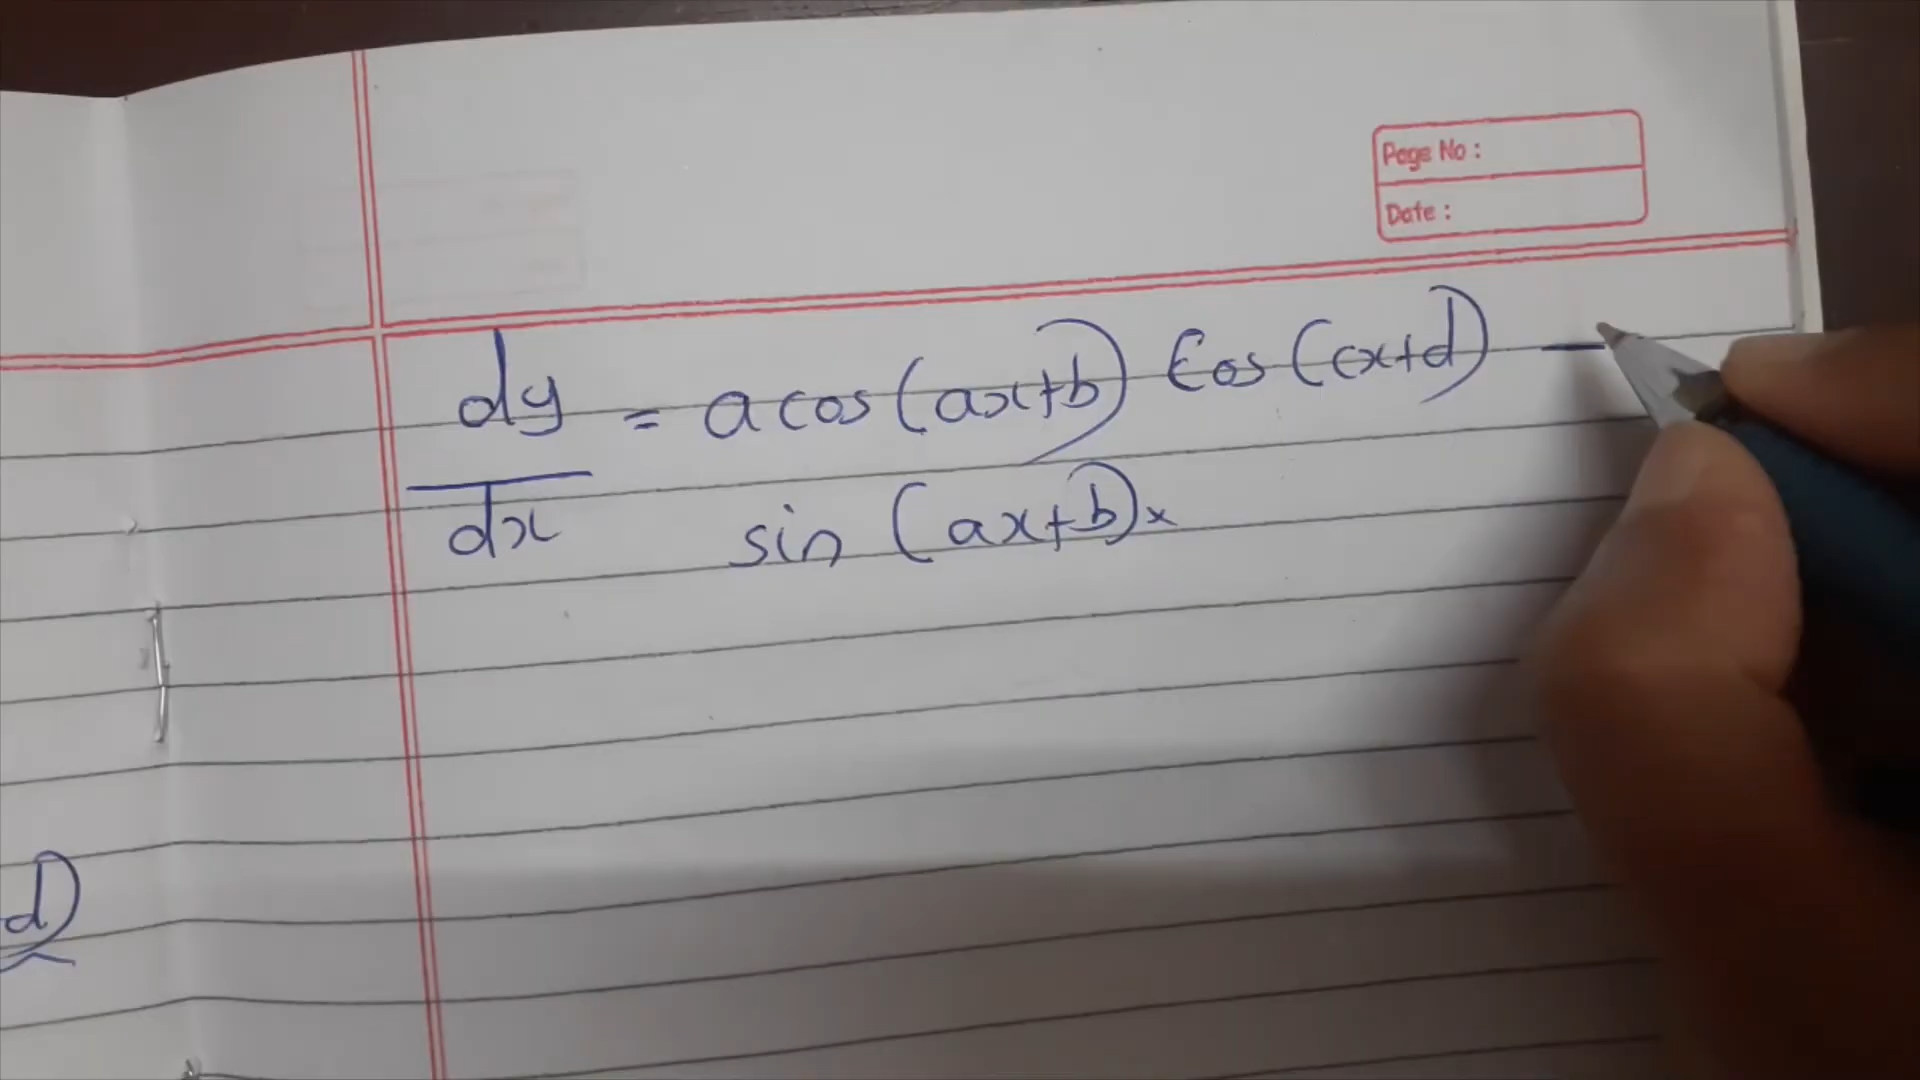 Page No :
Date :
dy/dx = a cos (ax+b) Cos (cx+d) —
sin (ax+b) ×
d)